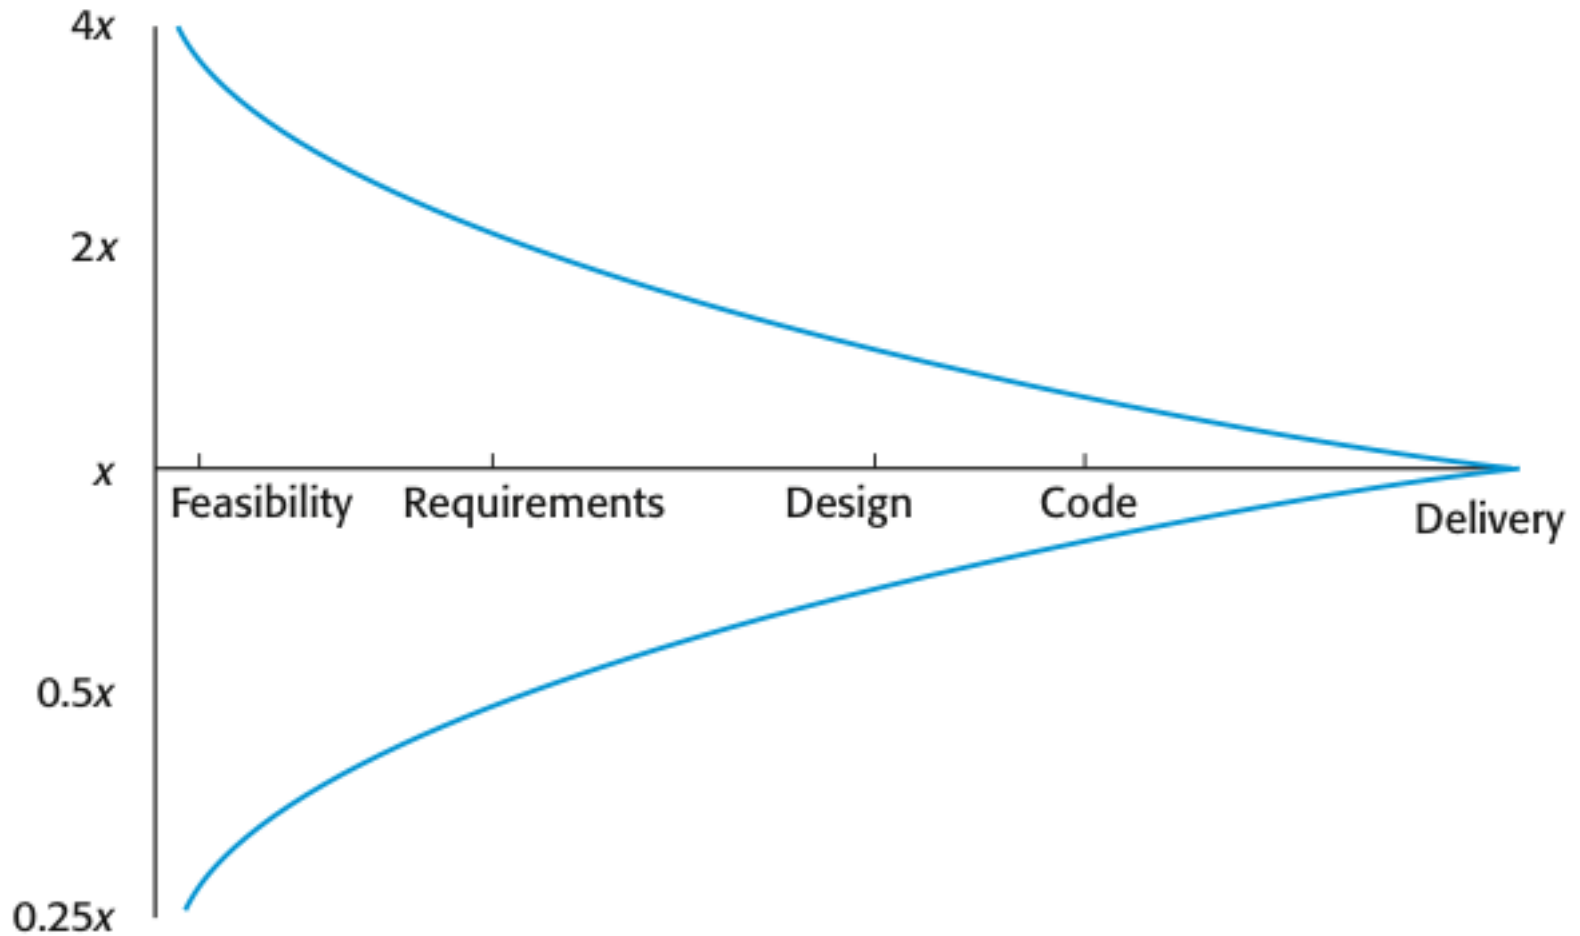 4x
2x
x
Feasibility Requirements Design Code Delivery
0.5x
0.25x